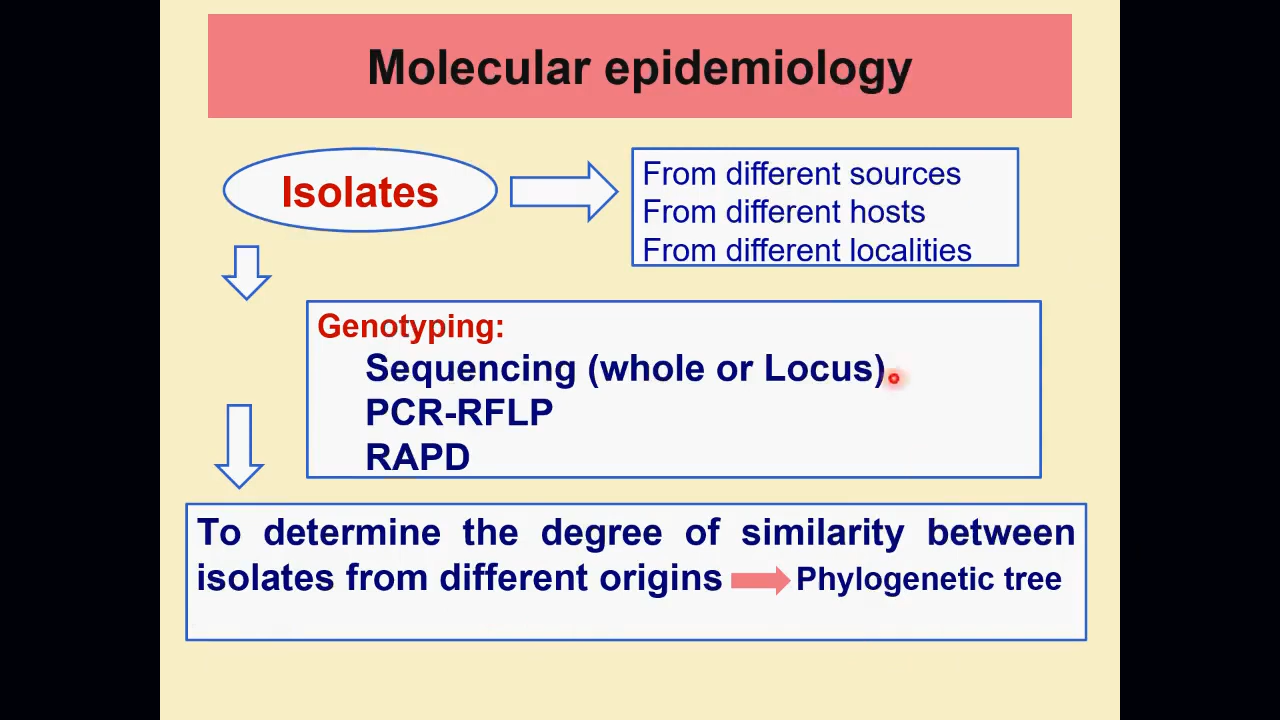 Molecular epidemiology
Isolates
From different sources
From different hosts
From different localities
Genotyping:
Sequencing (whole or Locus)
PCR-RFLP
RAPD
To determine the degree of similarity between
isolates from different origins Phylogenetic tree